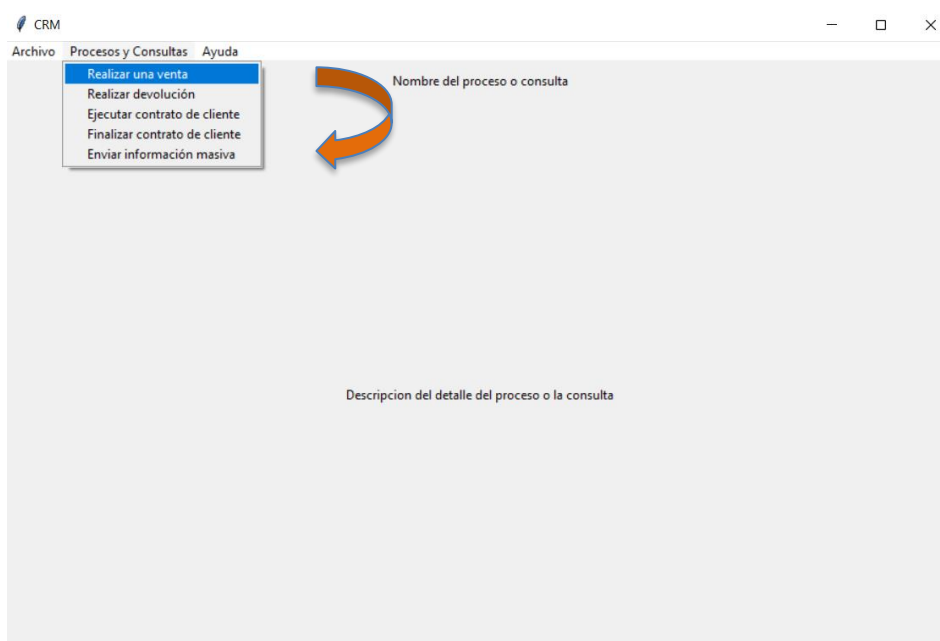 CRM
Archivo Procesos y Consultas Ayuda
Realizar una venta
Realizar devolución
Ejecutar contrato de cliente
Finalizar contrato de cliente
Enviar información masiva
Nombre del proceso o consulta
Descripcion del detalle del proceso o la consulta